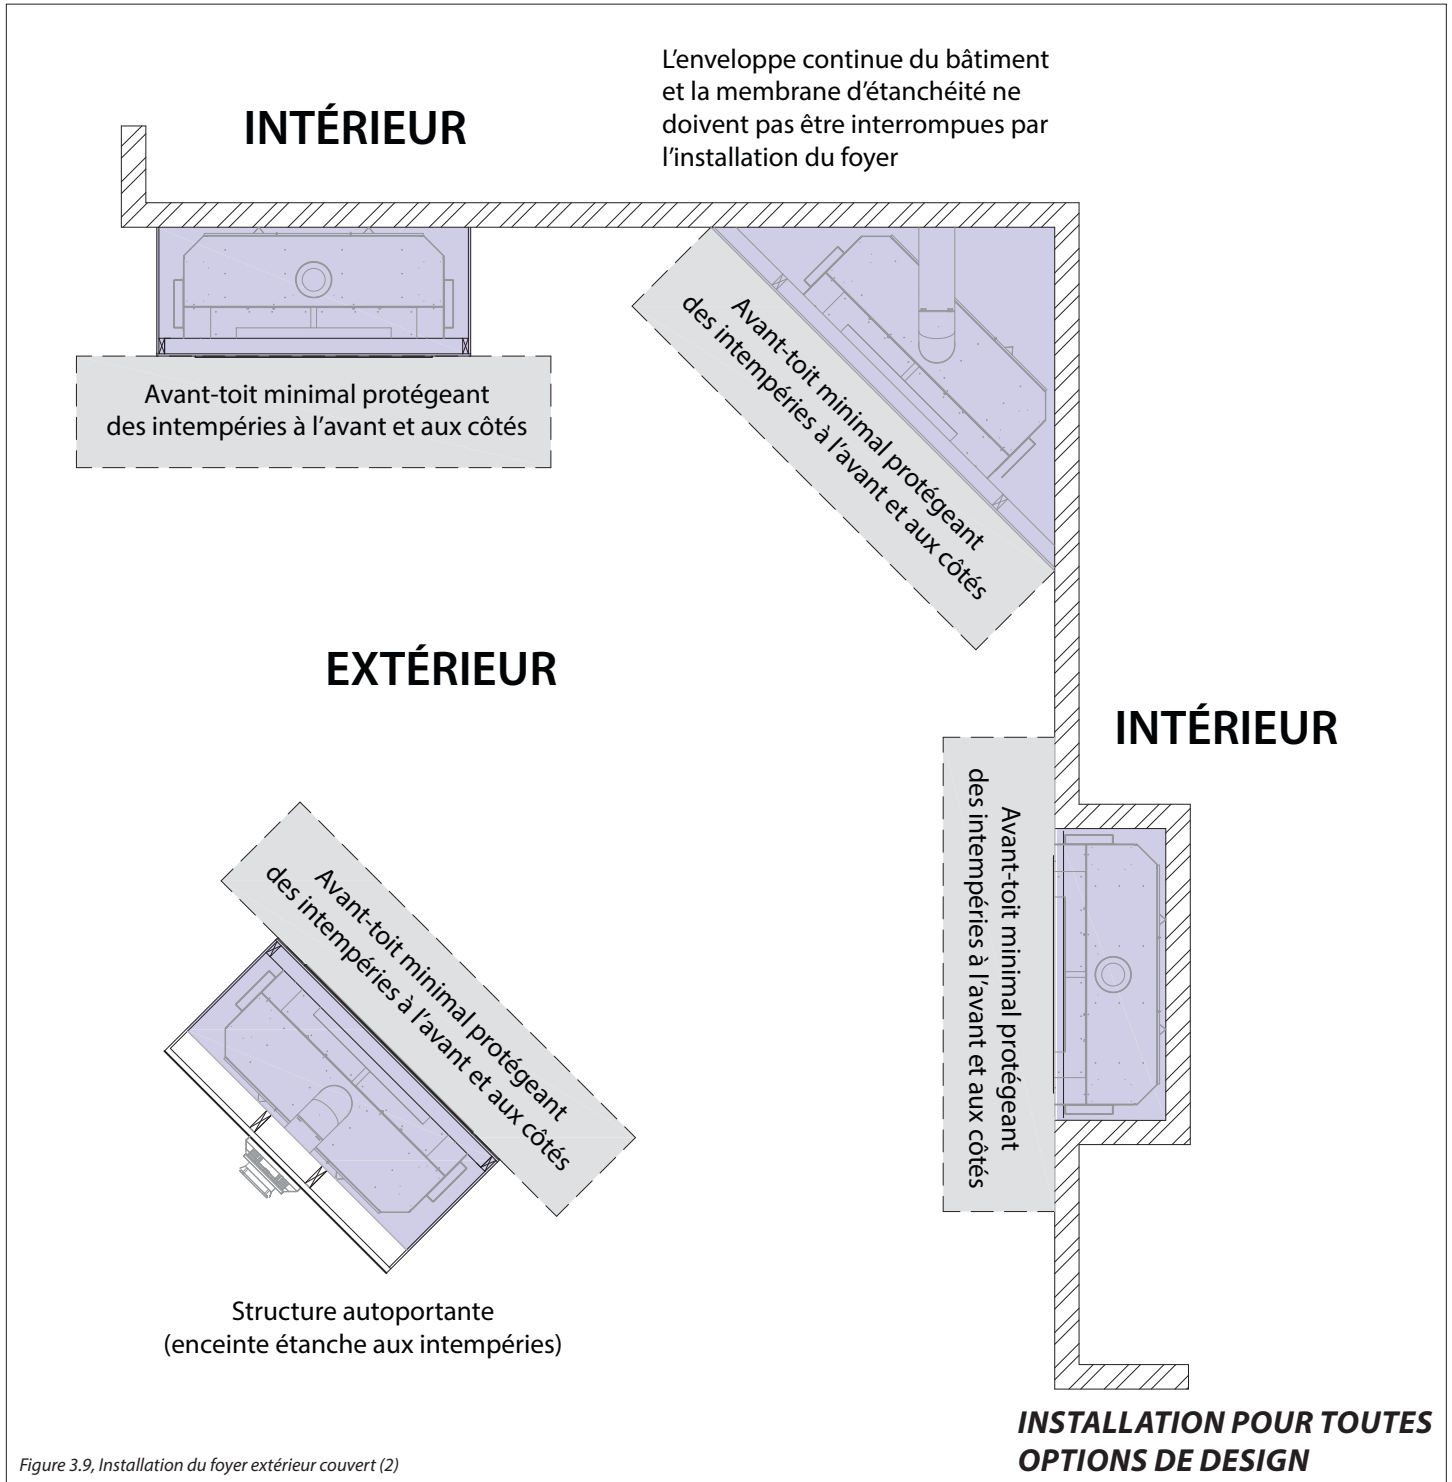 L'enveloppe continue du bâtiment
et la membrane d'étanchéité ne
doivent pas être interrompues par
l'installation du foyer
INTÉRIEUR
Avant-toit minimal protégeant
des intempéries à l'avant et aux côtés
Avant-toit minimal protégeant
des intempéries à l'avant et aux côtés
EXTÉRIEUR
INTÉRIEUR
Avant-toit minimal protégeant
des intempéries à l'avant et aux côtés
Avant-toit minimal protégeant
des intempéries à l'avant et aux côtés
Structure autoportante
(enceinte étanche aux intempéries)
INSTALLATION POUR TOUTES
OPTIONS DE DESIGN
Figure 3.9, Installation du foyer extérieur couvert (2)